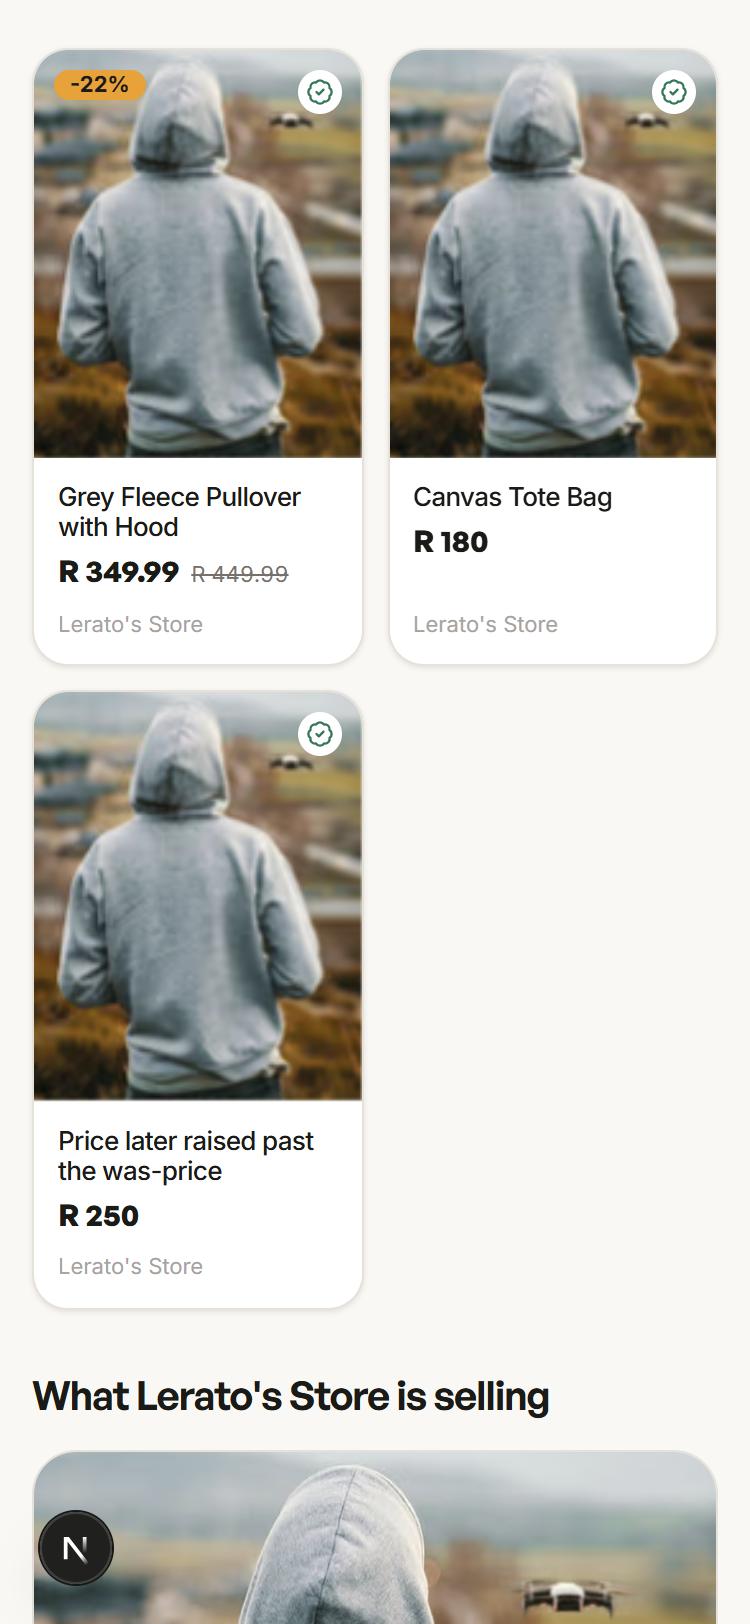 -22%
Grey Fleece Pullover
with Hood
R 349.99 R 449.99
Lerato's Store
Canvas Tote Bag
R 180
Lerato's Store
Price later raised past
the was-price
R 250
Lerato's Store
What Lerato's Store is selling
N